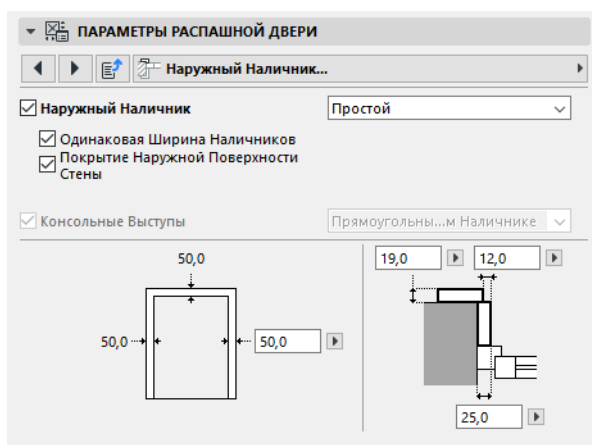 ПАРАМЕТРЫ РАСПАШНОЙ ДВЕРИ
Наружный Наличник...
Наружный Наличник
Простой
Одинаковая Ширина Наличников
Покрытие Наружной Поверхности
Стены
Консольные Выступы
Прямоугольны...м Наличнике
50,0
19,0
12,0
50,0
50,0
25,0